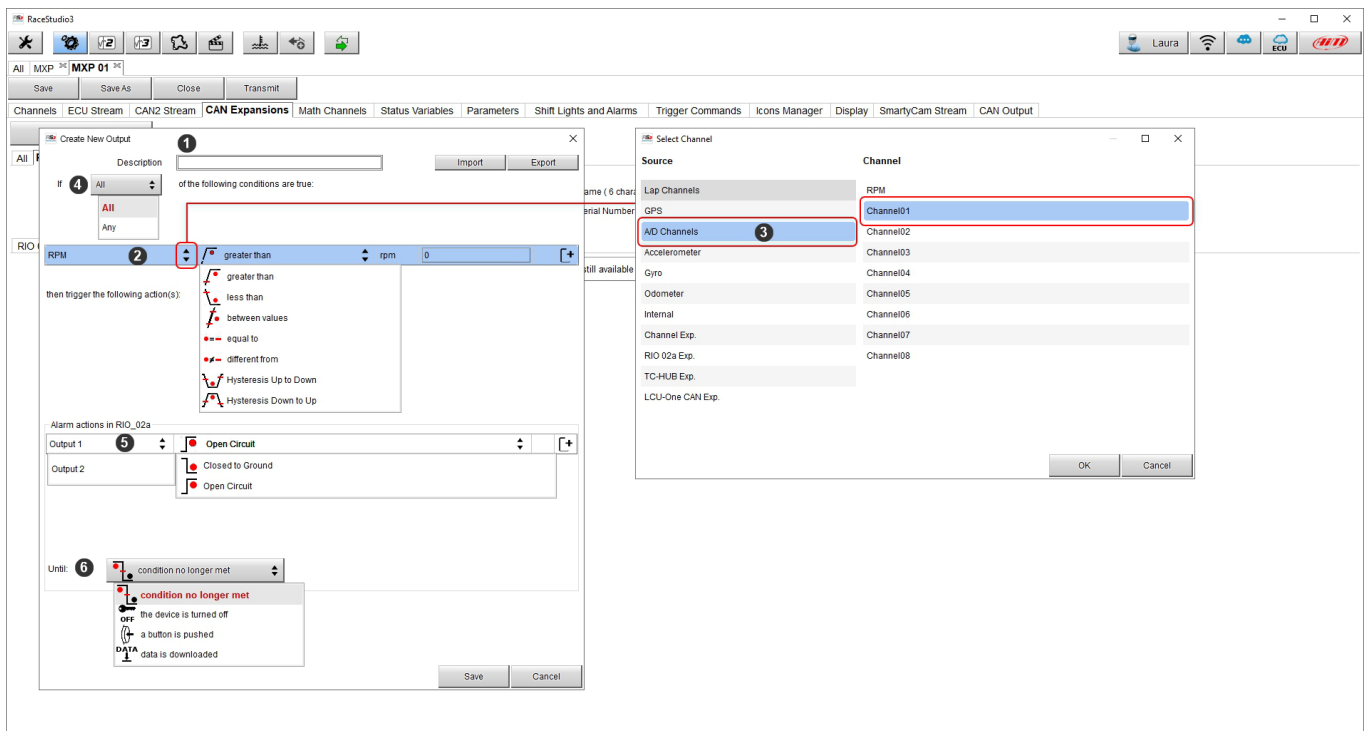 RaceStudio3
Laura
ECU
AiM
All MXP MXP 01
Save Save As Close Transmit
Channels ECU Stream CAN2 Stream CAN Expansions Math Channels Status Variables Parameters Shift Lights and Alarms Trigger Commands Icons Manager Display SmartyCam Stream CAN Output
Create New Output
1
Description
Import Export
All
If 4 All of the following conditions are true:
All
Any
RIO
RPM 2 greater than rpm 0
greater than
less than
between values
equal to
different from
Hysteresis Up to Down
Hysteresis Down to Up
then trigger the following action(s):
Alarm actions in RIO_02a
Output 1 5 Open Circuit
Output 2
Closed to Ground
Open Circuit
Until: 6 condition no longer met
condition no longer met
OFF the device is turned off
a button is pushed
DATA data is downloaded
Save Cancel
ame ( 6 chara
erial Number
still available
Select Channel
Source Channel
Lap Channels RPM
GPS Channel01
A/D Channels 3 Channel02
Accelerometer Channel03
Gyro Channel04
Odometer Channel05
Internal Channel06
Channel Exp. Channel07
RIO 02a Exp. Channel08
TC-HUB Exp.
LCU-One CAN Exp.
OK Cancel